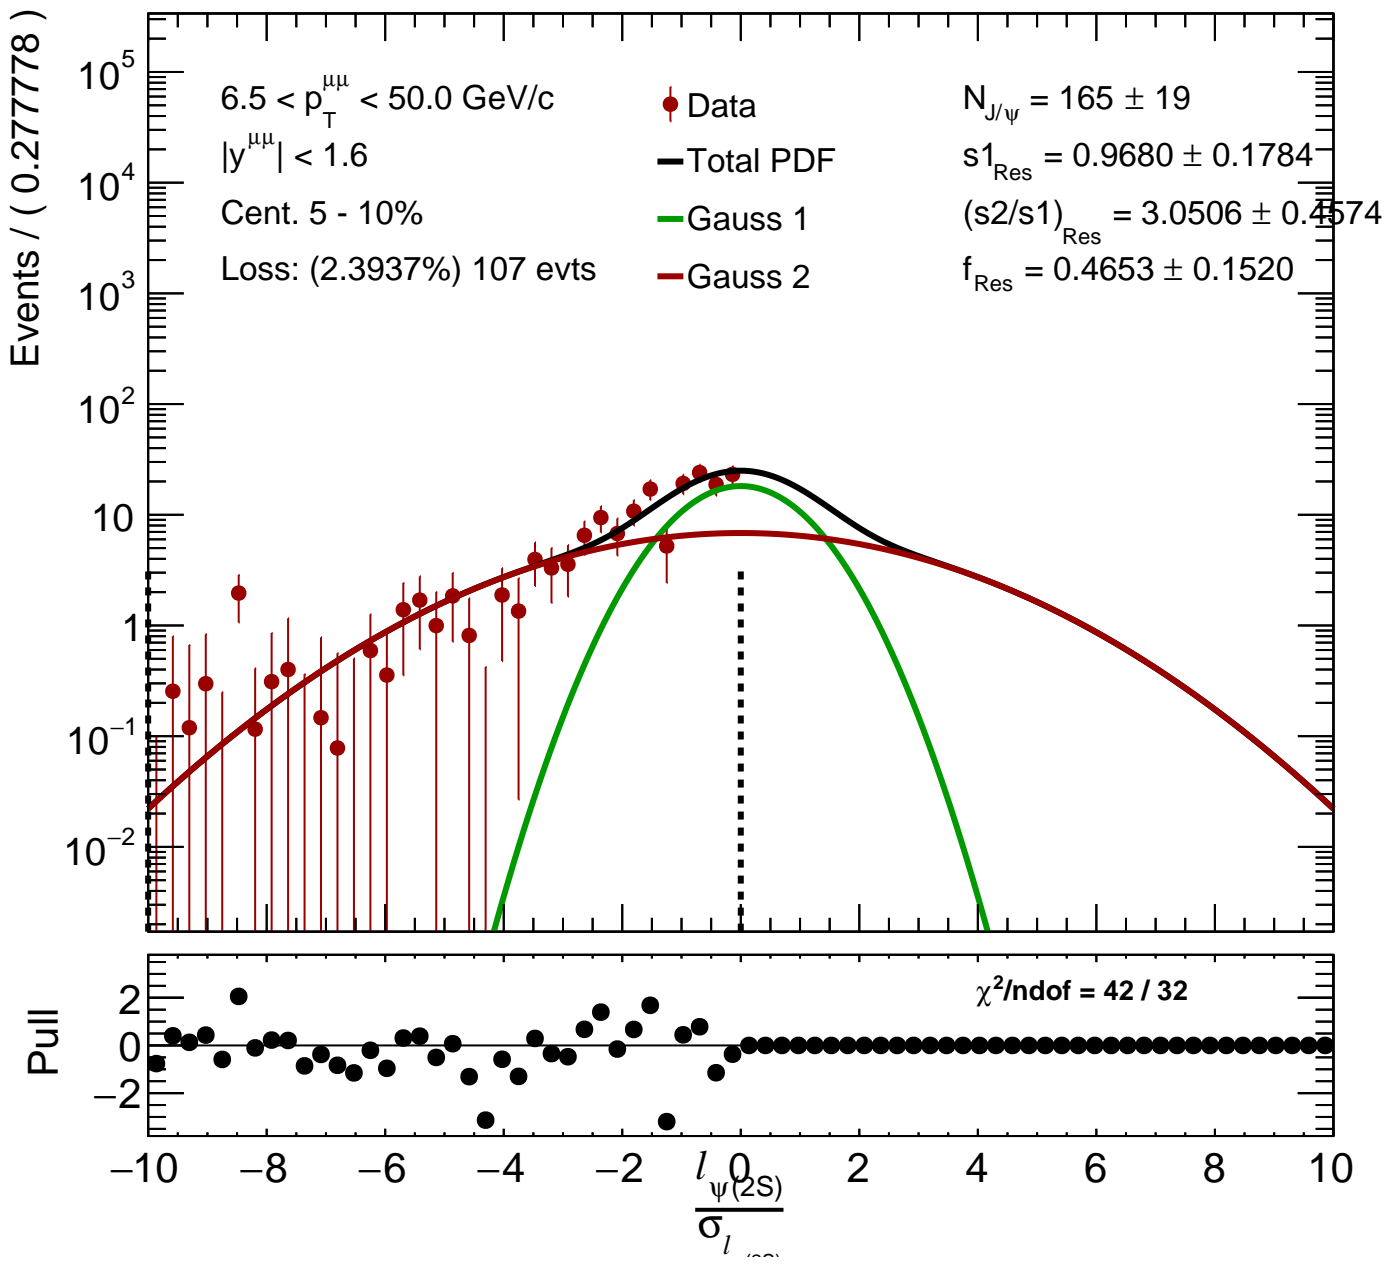 Events / ( 0.277778 )
10^5
10^4
10^3
10^2
10
1
10^−1
10^−2
6.5 < p_T^μμ < 50.0 GeV/c
|y^μμ| < 1.6
Cent. 5 - 10%
Loss: (2.3937%) 107 evts
Data
Total PDF
Gauss 1
Gauss 2
N_J/ψ = 165 ± 19
s1_Res = 0.9680 ± 0.1784
(s2/s1)_Res = 3.0506 ± 0.4574
f_Res = 0.4653 ± 0.1520
Pull
2
0
−2
χ²/ndof = 42 / 32
−10 −8 −6 −4 −2 0 2 4 6 8 10
l_ψ(2S)
σ_l